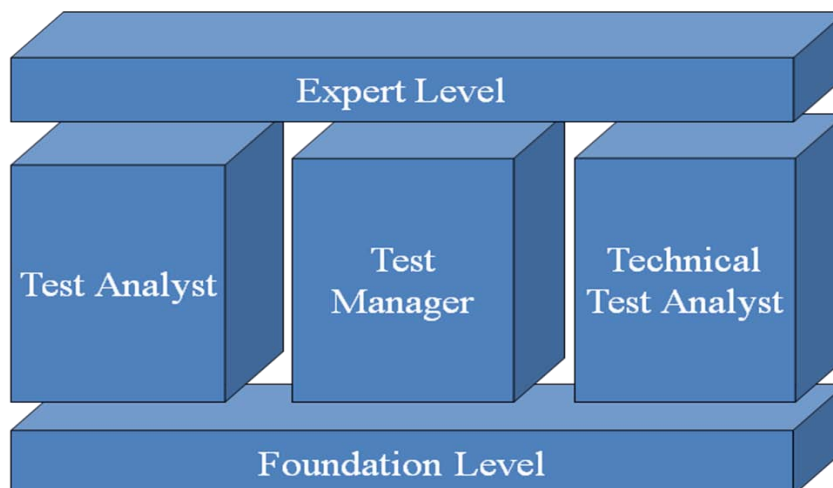 Expert Level
Test Analyst
Test
Manager
Technical
Test Analyst
Foundation Level